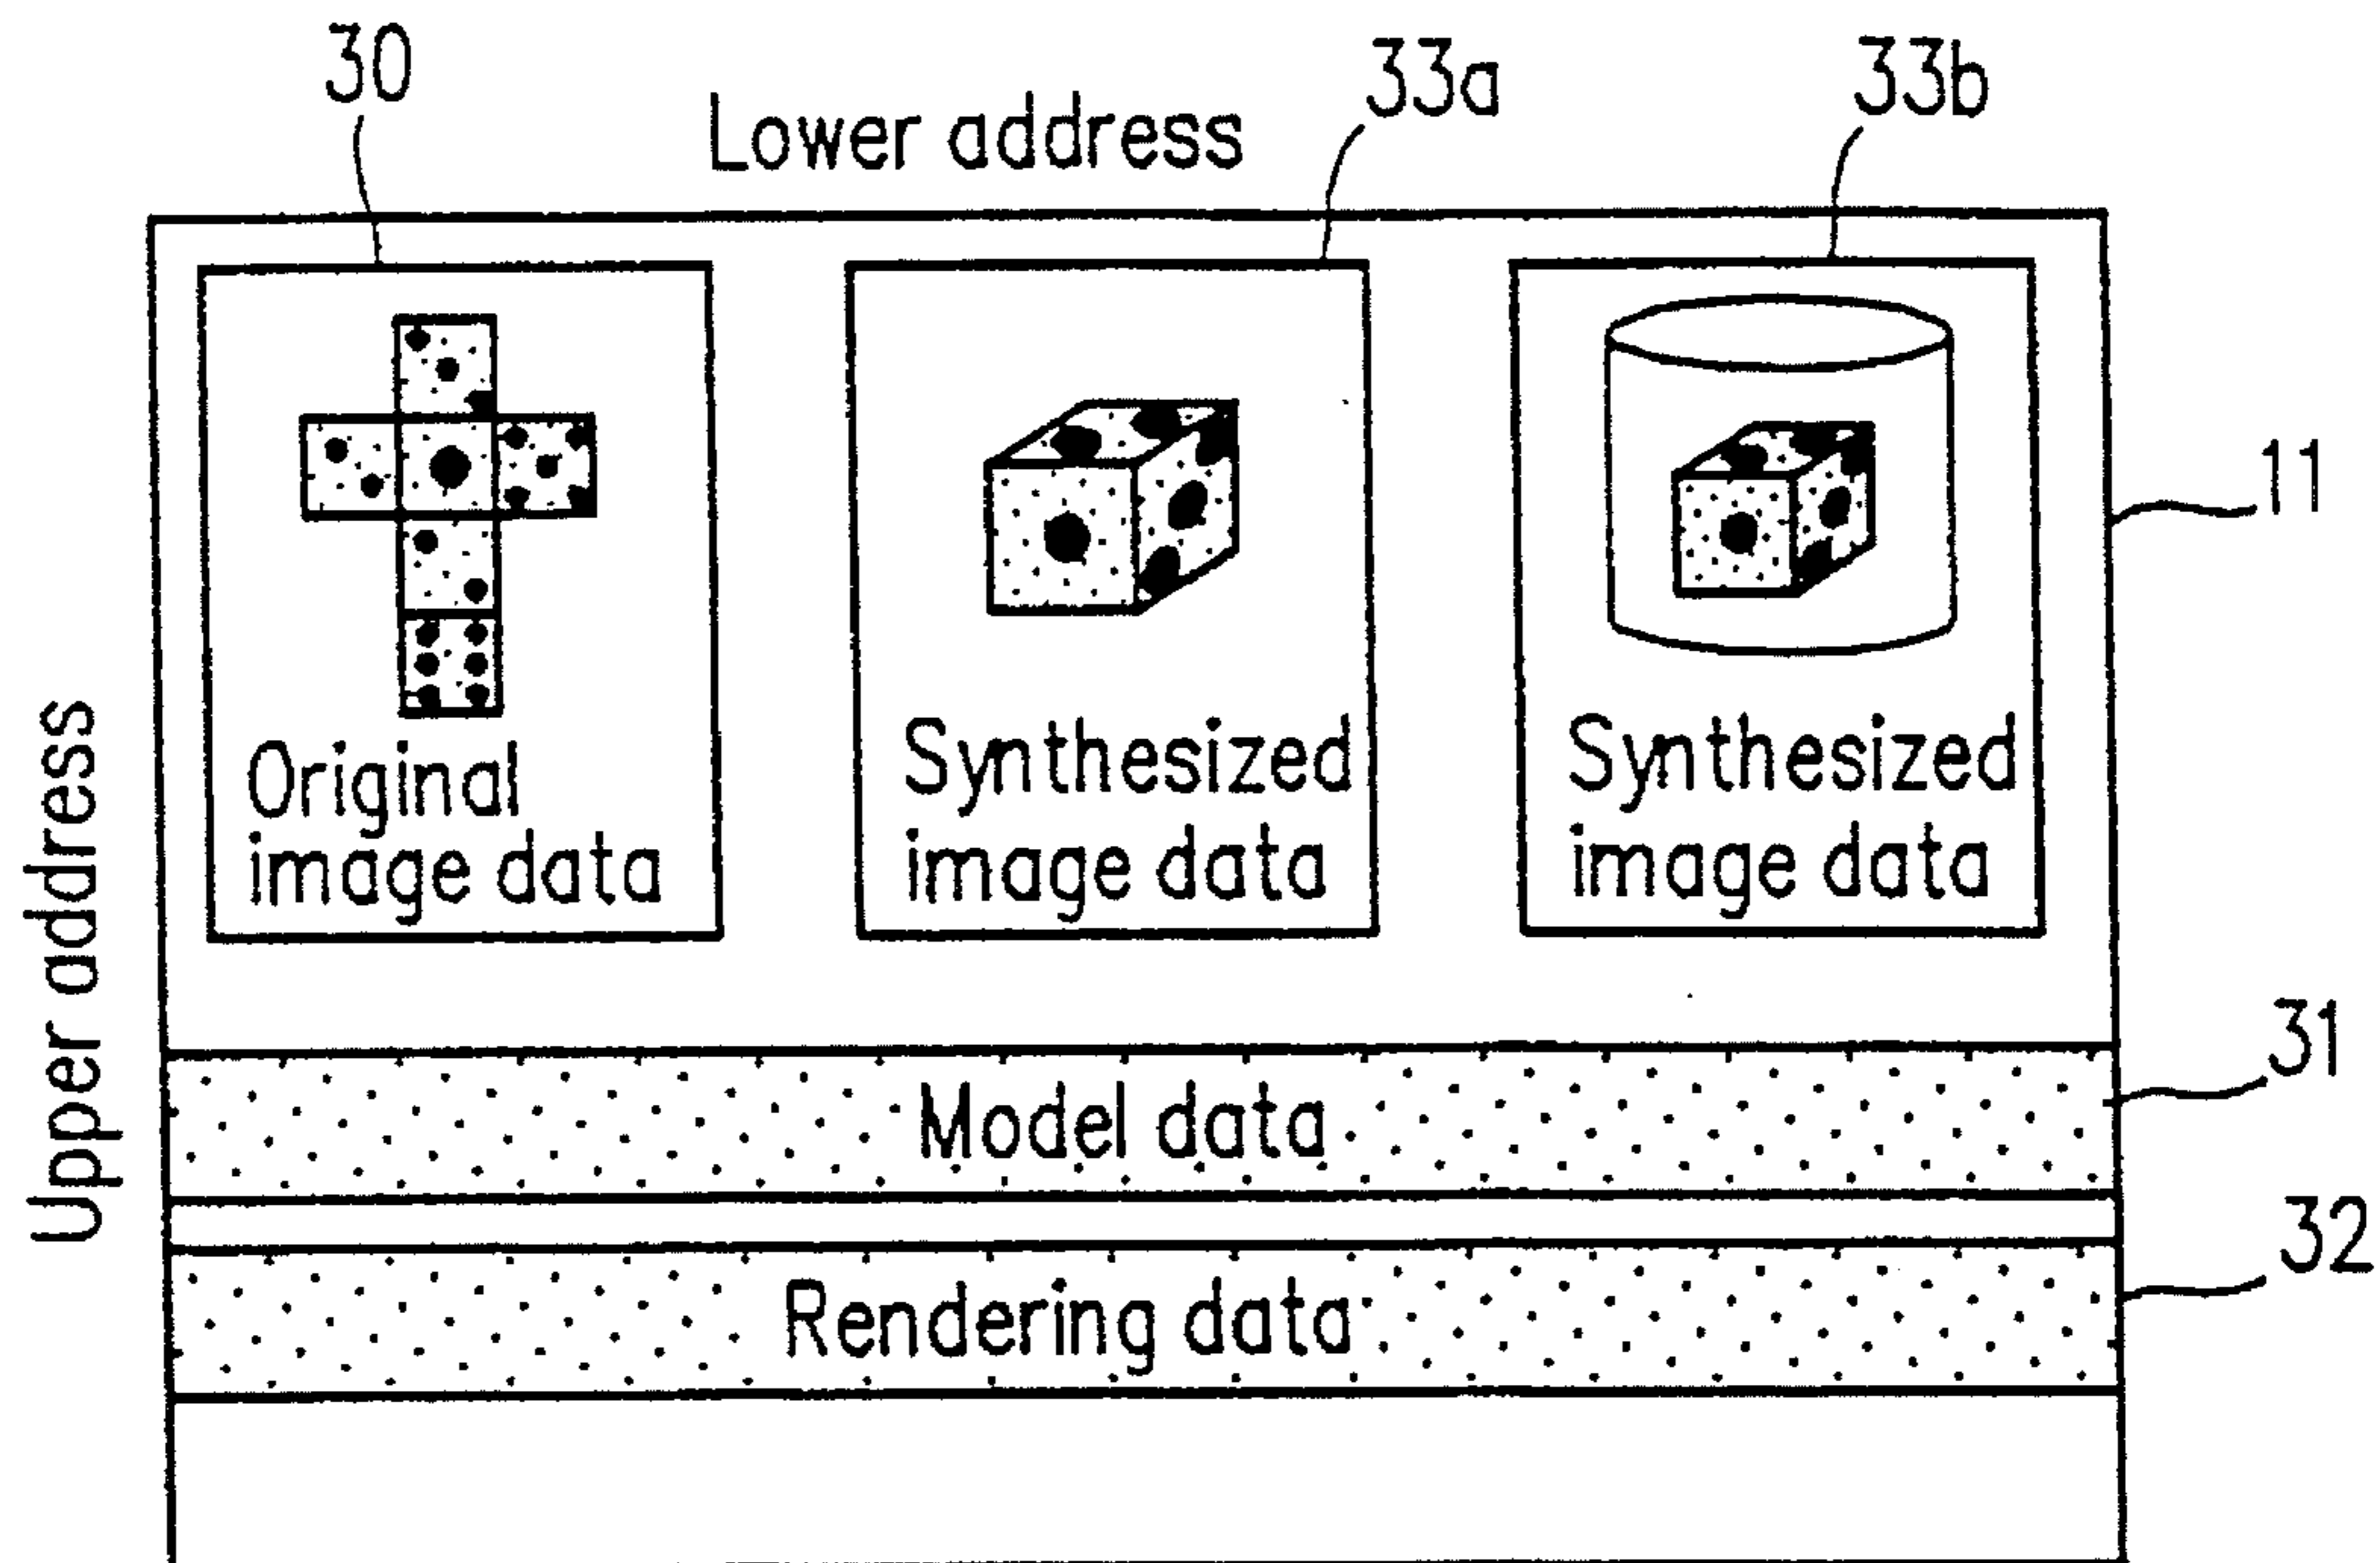 30
Lower address
33a
33b
11
Original
image data
Synthesized
image data
Synthesized
image data
Upper address
31
Model data
32
Rendering data